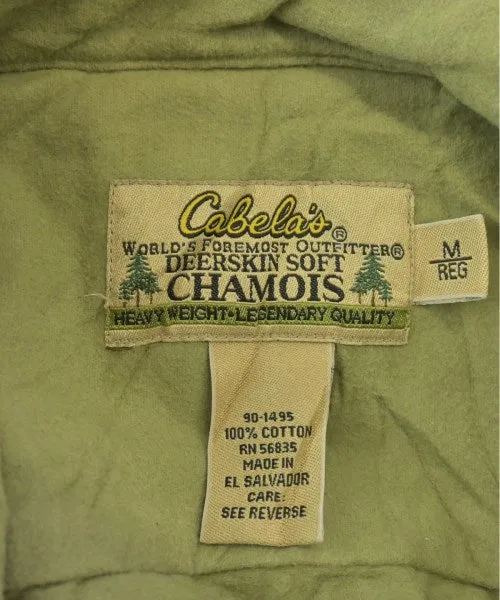 Cabela's®
WORLD'S FOREMOST OUTFITTER®
DEERSKIN SOFT
CHAMOIS
HEAVY WEIGHT • LEGENDARY QUALITY
M
REG
90-1495
100% COTTON
RN 56835
MADE IN
EL SALVADOR
CARE:
SEE REVERSE